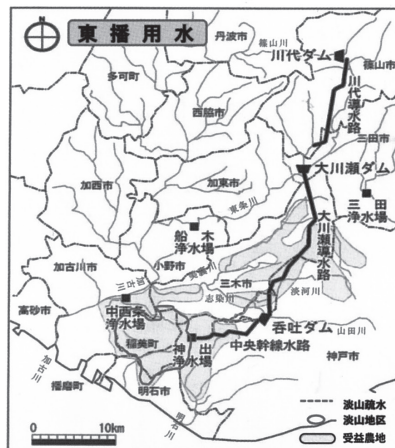 N
東播用水
丹波市
篠山川
川代ダム
篠山市
多可町
川代導水路
西脇市
三田市
大川瀬ダム
加西市
加東市
東条川
三田浄水場
船木浄水場
大川瀬導水路
小野市
加古川市
美嚢川
加古川
三木市
志染川
淡河川
高砂市
中西条浄水場
呑吐ダム
山田川
稲美町
神出浄水場
中央幹線水路
神戸市
加古川
播磨町
明石市
明石川
0 10km
淡山疏水
淡山地区
受益農地